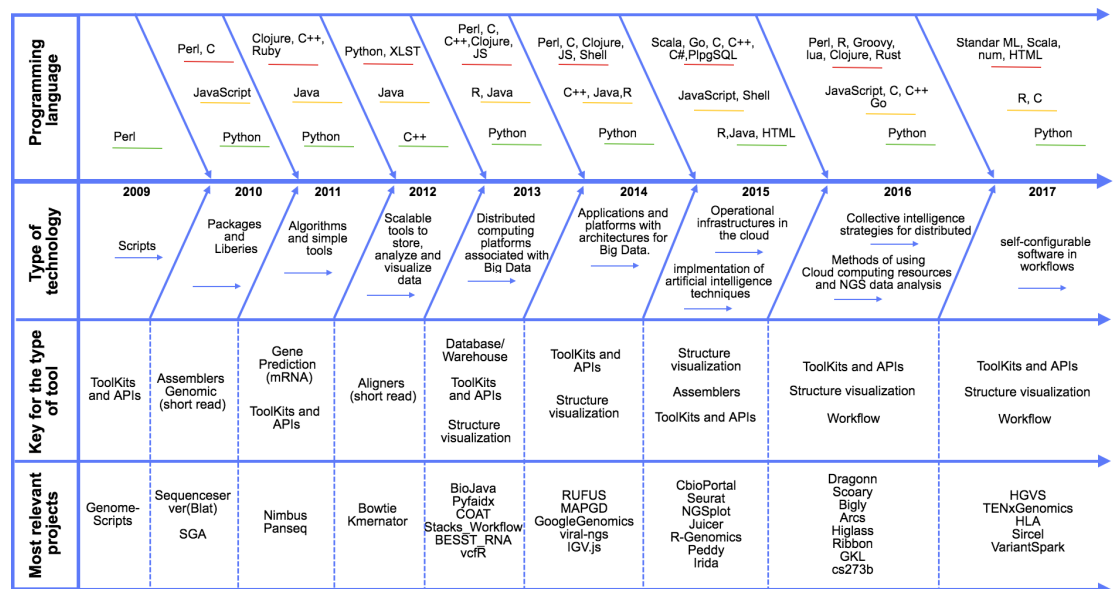 Programming
language
Perl
Perl, C
JavaScript
Python
Clojure, C++,
Ruby
Java
Python
Python, XLST
Java
C++
Perl, C,
C++,Clojure,
JS
R, Java
Python
Perl, C, Clojure,
JS, Shell
C++, Java,R
Python
Scala, Go, C, C++,
C#,PlpgSQL
JavaScript, Shell
R,Java, HTML
Perl, R, Groovy,
lua, Clojure, Rust
JavaScript, C, C++
Go
Python
Standar ML, Scala,
num, HTML
R, C
Python
2009
2010
2011
2012
2013
2014
2015
2016
2017
Type of
technology
Scripts
Packages
and
Liberies
Algorithms
and simple
tools
Scalable
tools to
store,
analyze and
visualize
data
Distributed
computing
platforms
associated with
Big Data
Applications and
platforms with
architectures for
Big Data.
Operational
infrastructures in
the cloud
implmentation of
artificial intelligence
techniques
Collective intelligence
strategies for distributed
Methods of using
Cloud computing resources
and NGS data analysis
self-configurable
software in
workflows
Key for the type
of tool
ToolKits
and APIs
Assemblers
Genomic
(short read)
Gene
Prediction
(mRNA)
ToolKits and
APIs
Aligners
(short read)
Database/
Warehouse
ToolKits
and APIs
Structure
visualization
ToolKits and
APIs
Structure
visualization
Structure
visualization
Assemblers
ToolKits and APIs
ToolKits and APIs
Structure visualization
Workflow
ToolKits and APIs
Structure visualization
Workflow
Most relevant
projects
Genome-
Scripts
Sequenceser
ver(Blat)
SGA
Nimbus
Panseq
Bowtie
Kmernator
BioJava
Pyfaidx
COAT
Stacks_Workflow
BESST_RNA
vcfR
RUFUS
MAPGD
GoogleGenomics
viral-ngs
IGV.js
CbioPortal
Seurat
NGSplot
Juicer
R-Genomics
Peddy
Irida
Dragonn
Scoary
Bigly
Arcs
Higlass
Ribbon
GKL
cs273b
HGVS
TENxGenomics
HLA
Sircel
VariantSpark